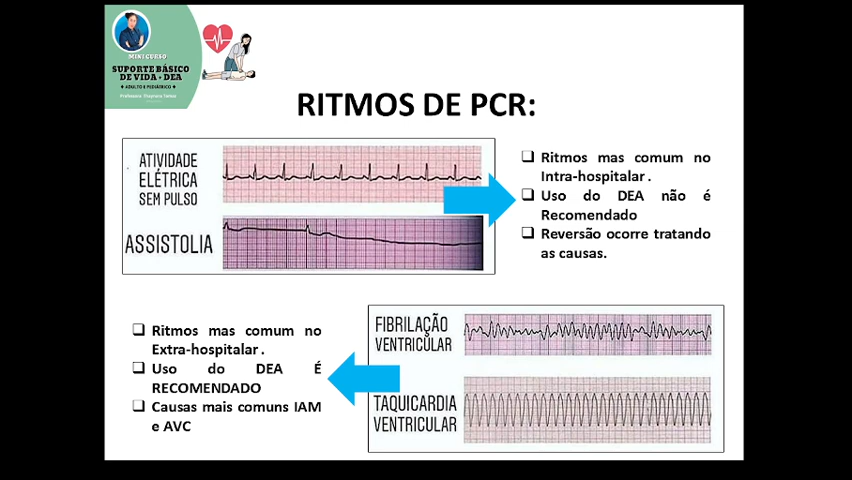 MINI CURSO
SUPORTE BÁSICO
DE VIDA - DEA
ADULTO E PEDIÁTRICO
RITMOS DE PCR:
ATIVIDADE
ELÉTRICA
SEM PULSO
ASSISTOLIA
Ritmos mas comum no
Intra-hospitalar .
Uso do DEA não é
Recomendado
Reversão ocorre tratando
as causas.
Ritmos mas comum no
Extra-hospitalar .
Uso do DEA É
RECOMENDADO
Causas mais comuns IAM
e AVC
FIBRILAÇÃO
VENTRICULAR
TAQUICARDIA
VENTRICULAR